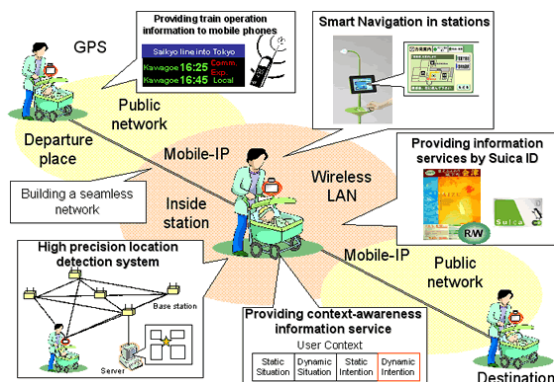 Providing train operation
information to mobile phones
Saikyo line into Tokyo
Kawagoe 16:25 Comm. Exp.
Kawagoe 16:45 Local
Smart Navigation in stations
GPS
Public
network
Departure
place
Mobile-IP
Building a seamless
network
Inside
station
Wireless
LAN
Providing information
services by Suica ID
R/W
Suica
High precision location
detection system
Base station
Server
Mobile-IP
Public
network
Providing context-awareness
information service
User Context
Static
Situation
Dynamic
Situation
Static
Intention
Dynamic
Intention
Destination